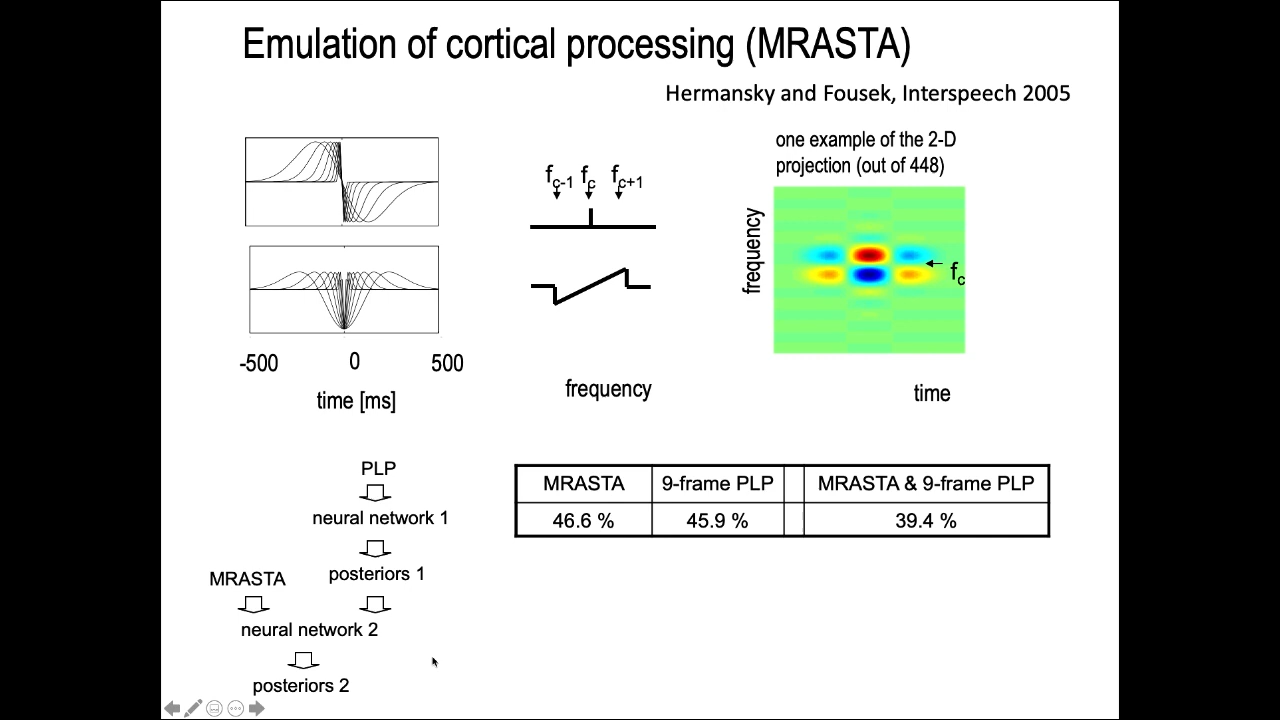 Emulation of cortical processing (MRASTA)
Hermansky and Fousek, Interspeech 2005
one example of the 2-D
projection (out of 448)
fc-1 fc fc+1
frequency
fc
-500 0 500
time [ms]
frequency
time
PLP
neural network 1
posteriors 1
MRASTA
neural network 2
posteriors 2
MRASTA 9-frame PLP MRASTA & 9-frame PLP
46.6 % 45.9 % 39.4 %